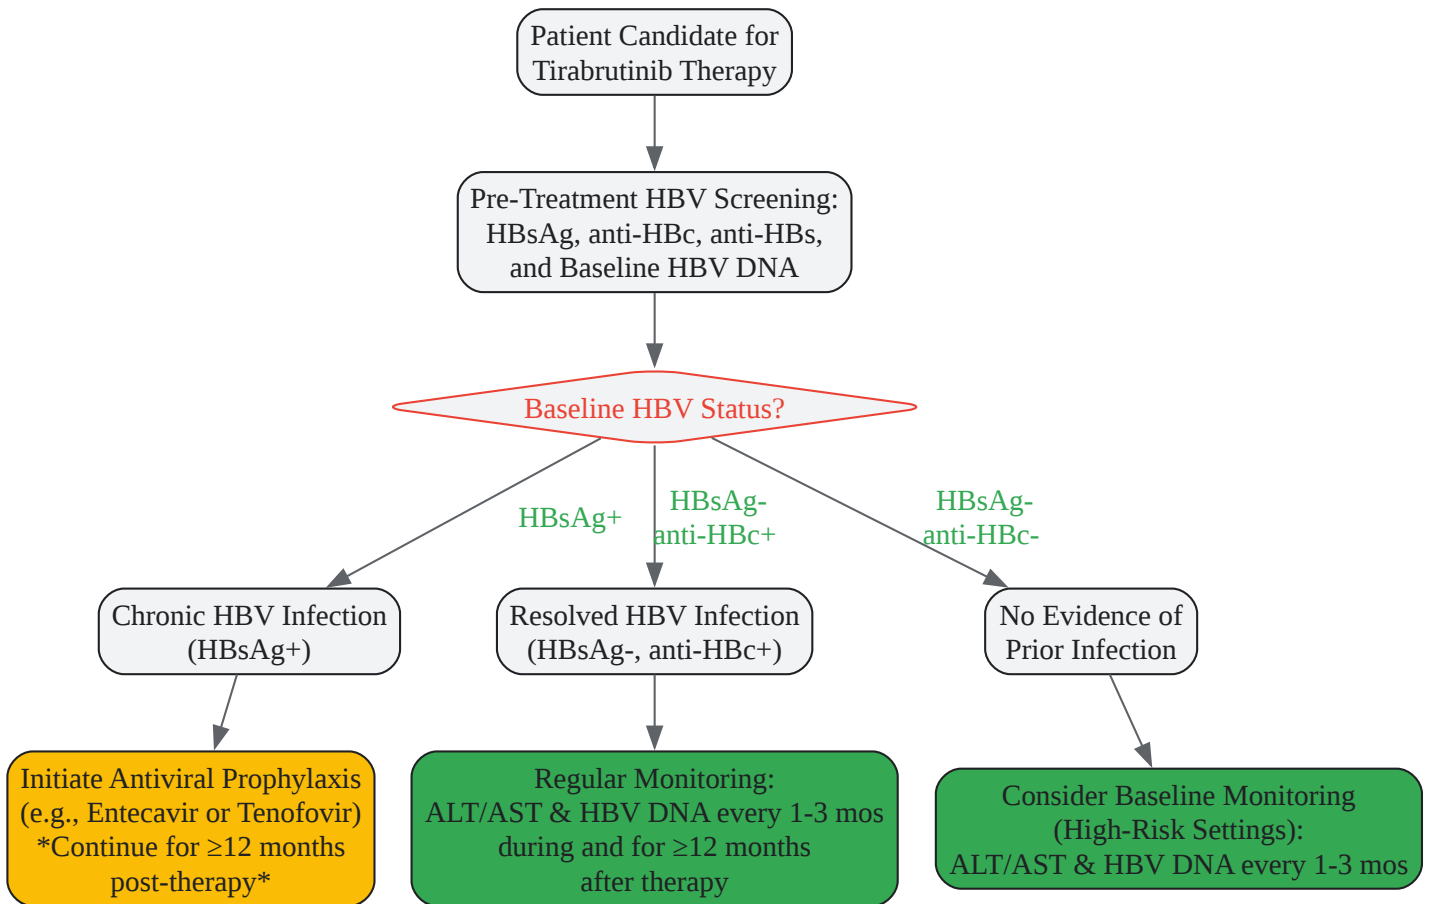 Patient Candidate for
Tirabrutinib Therapy
Pre-Treatment HBV Screening:
HBsAg, anti-HBc, anti-HBs,
and Baseline HBV DNA
Baseline HBV Status?
HBsAg+
HBsAg-
anti-HBc+
HBsAg-
anti-HBc-
Chronic HBV Infection
(HBsAg+)
Resolved HBV Infection
(HBsAg-, anti-HBc+)
No Evidence of
Prior Infection
Initiate Antiviral Prophylaxis
(e.g., Entecavir or Tenofovir)
*Continue for ≥12 months
post-therapy*
Regular Monitoring:
ALT/AST & HBV DNA every 1-3 mos
during and for ≥12 months
after therapy
Consider Baseline Monitoring
(High-Risk Settings):
ALT/AST & HBV DNA every 1-3 mos